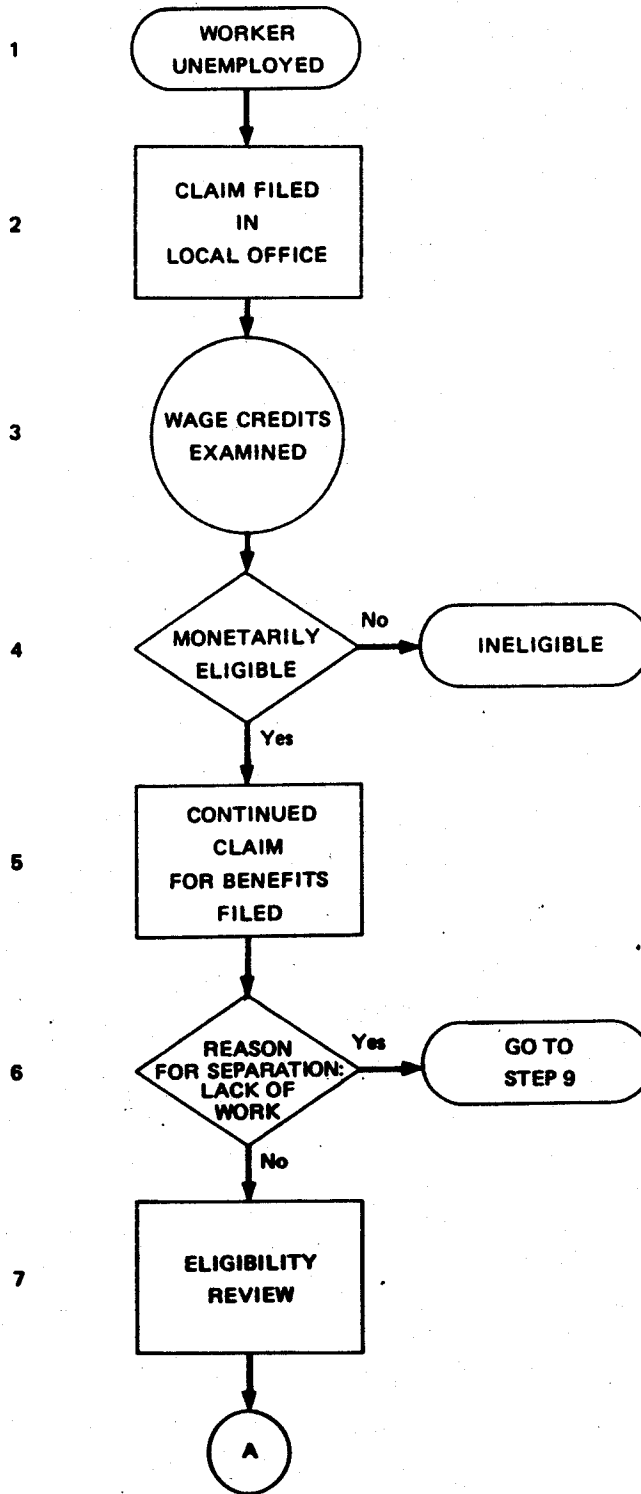 1
WORKER
UNEMPLOYED
2
CLAIM FILED
IN
LOCAL OFFICE
3
WAGE CREDITS
EXAMINED
4
MONETARILY
ELIGIBLE
No
INELIGIBLE
Yes
5
CONTINUED
CLAIM
FOR BENEFITS
FILED
6
REASON
FOR SEPARATION:
LACK OF
WORK
Yes
GO TO
STEP 9
No
7
ELIGIBILITY
REVIEW
A